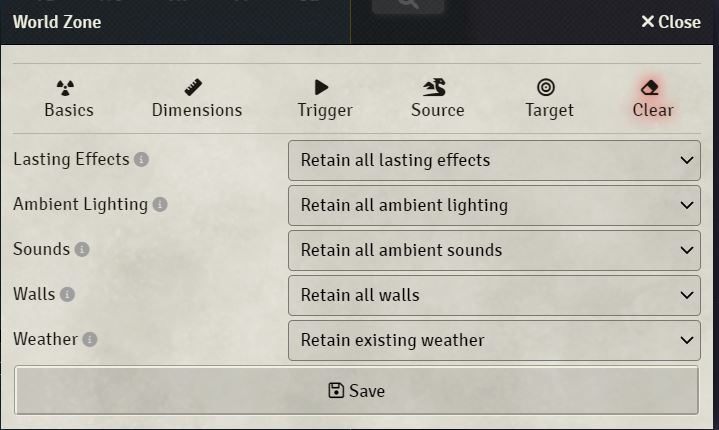 World Zone
Close
Basics Dimensions Trigger Source Target Clear
Lasting Effects Retain all lasting effects
Ambient Lighting Retain all ambient lighting
Sounds Retain all ambient sounds
Walls Retain all walls
Weather Retain existing weather
Save